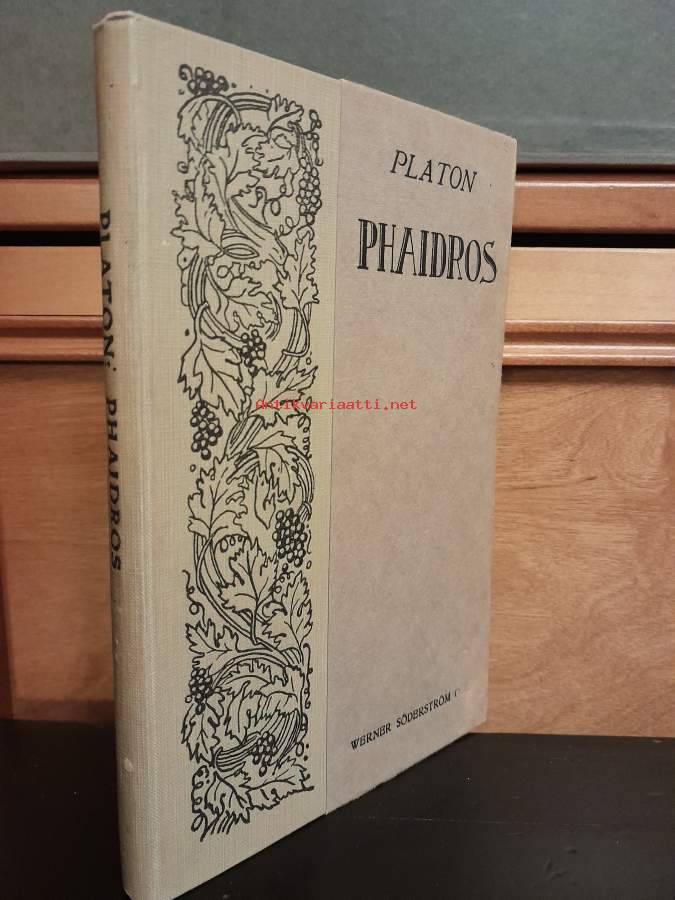 PLATON: PHAIDROS
PLATON
PHAIDROS
Antikvariaatti.net
WERNER SÖDERSTRÖM